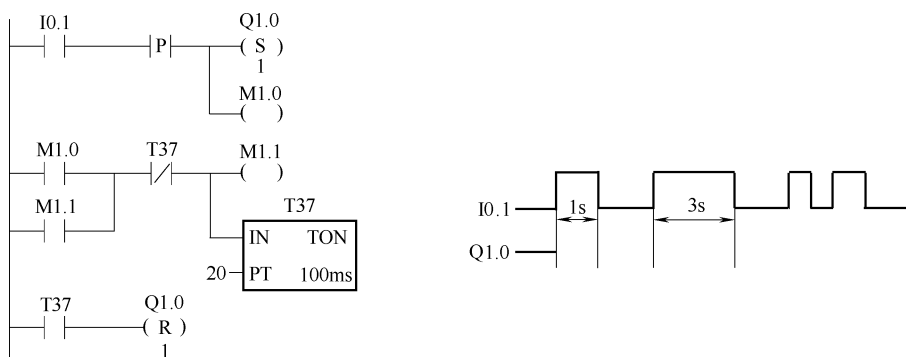 I0.1
P
Q1.0
S
1
M1.0
M1.0
T37
M1.1
M1.1
T37
IN TON
20 PT 100ms
T37
Q1.0
R
1
I0.1
1s
3s
Q1.0